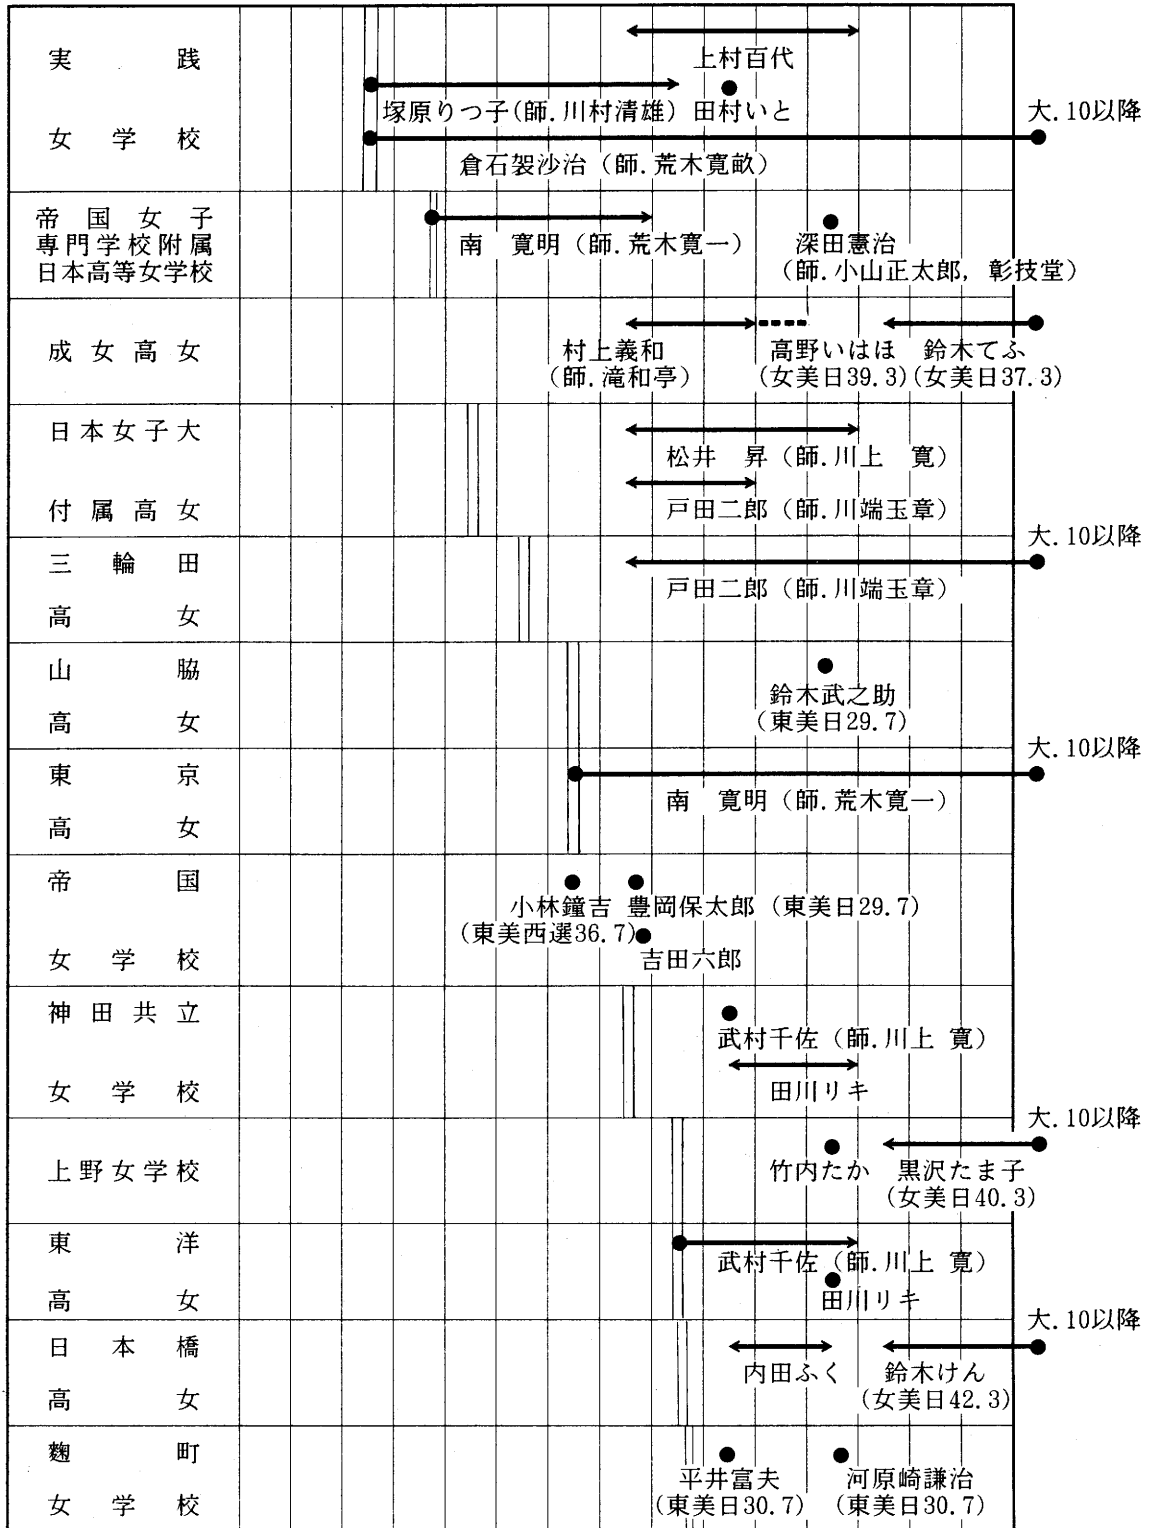 実践
上村百代
塚原りつ子(師.川村清雄) 田村いと
女学校
大.10以降
倉石袈沙治(師.荒木寛畝)
帝国女子
専門学校附属
日本高等女学校
南 寛明(師.荒木寛一)
深田憲治
(師.小山正太郎, 彰技堂)
成女高女
村上義和
(師.滝和亭)
高野いはほ
(女美日39.3)
鈴木てふ
(女美日37.3)
日本女子大
松井 昇(師.川上 寛)
付属高女
戸田二郎(師.川端玉章)
大.10以降
三輪田
戸田二郎(師.川端玉章)
高女
山脇
鈴木武之助
高女
(東美日29.7)
大.10以降
東京
南 寛明(師.荒木寛一)
高女
帝国
小林鐘吉 豊岡保太郎(東美日29.7)
(東美西選36.7)
女学校
吉田六郎
神田共立
武村千佐(師.川上 寛)
女学校
田川リキ
大.10以降
上野女学校
竹内たか
黒沢たま子
(女美日40.3)
東洋
武村千佐(師.川上 寛)
高女
田川リキ
大.10以降
日本橋
内田ふく
鈴木けん
高女
(女美日42.3)
麹町
平井富夫
河原崎謙治
女学校
(東美日30.7)
(東美日30.7)